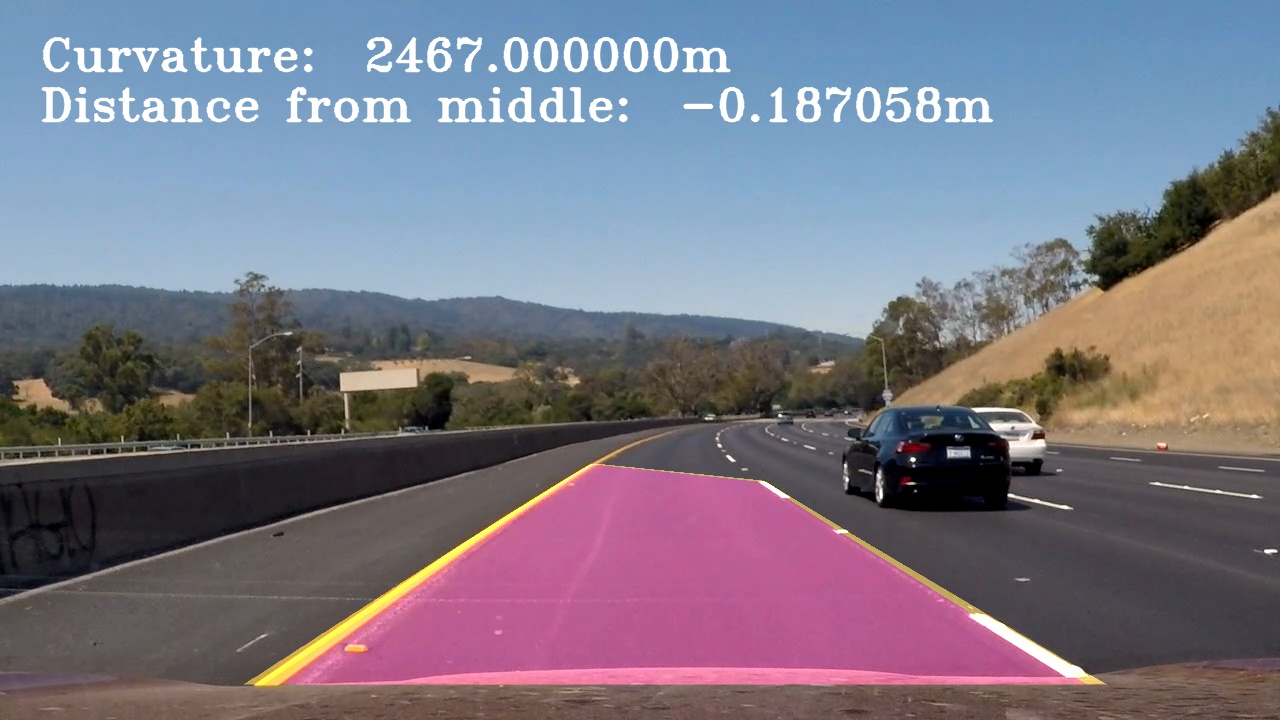 Curvature: 2467.000000m
Distance from middle: −0.187058m